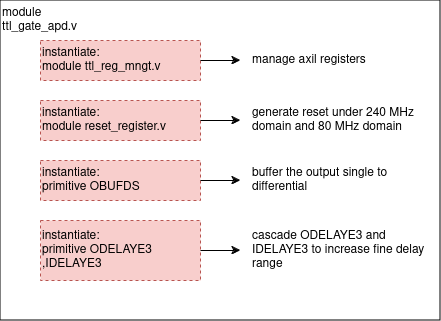 module
ttl_gate_apd.v
instantiate:
module ttl_reg_mngt.v
manage axil registers
instantiate:
module reset_register.v
generate reset under 240 MHz
domain and 80 MHz domain
instantiate:
primitive OBUFDS
buffer the output single to
differential
instantiate:
primitive ODELAYE3
,IDELAYE3
cascade ODELAYE3 and
IDELAYE3 to increase fine delay
range